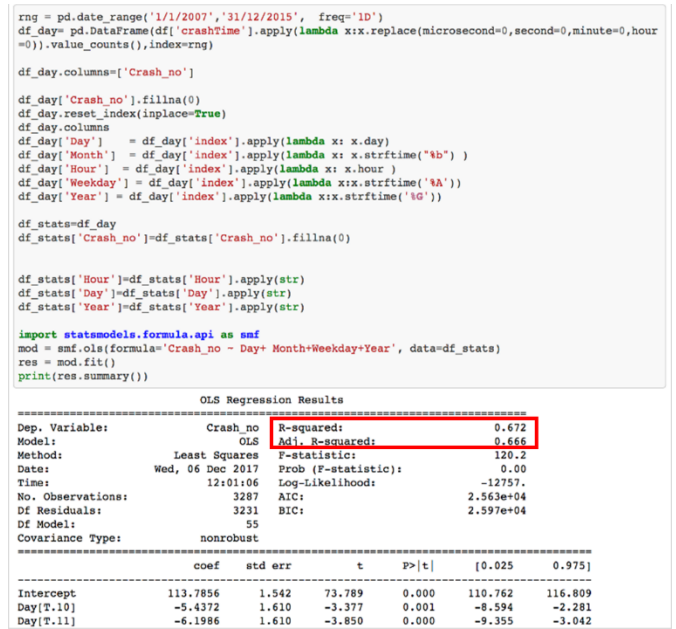 rng = pd.date_range('1/1/2007','31/12/2015',  freq='1D')
df_day= pd.DataFrame(df['crashTime'].apply(lambda x:x.replace(microsecond=0,second=0,minute=0,hour
=0)).value_counts(),index=rng)
df_day.columns=['Crash_no']
df_day['Crash_no'].fillna(0)
df_day.reset_index(inplace=True)
df_day.columns
df_day['Day']    = df_day['index'].apply(lambda x: x.day)
df_day['Month']  = df_day['index'].apply(lambda x: x.strftime("%b") )
df_day['Hour']  = df_day['index'].apply(lambda x: x.hour )
df_day['Weekday'] = df_day['index'].apply(lambda x:x.strftime('%A'))
df_day['Year'] = df_day['index'].apply(lambda x:x.strftime('%G'))
df_stats=df_day
df_stats['Crash_no']=df_stats['Crash_no'].fillna(0)
df_stats['Hour']=df_stats['Hour'].apply(str)
df_stats['Day']=df_stats['Day'].apply(str)
df_stats['Year']=df_stats['Year'].apply(str)
import statsmodels.formula.api as smf
mod = smf.ols(formula='Crash_no ~ Day+ Month+Weekday+Year', data=df_stats)
res = mod.fit()
print(res.summary())
OLS Regression Results
Dep. Variable: Crash_no R-squared: 0.672
Model: OLS Adj. R-squared: 0.666
Method: Least Squares F-statistic: 120.2
Date: Wed, 06 Dec 2017 Prob (F-statistic): 0.00
Time: 12:01:06 Log-Likelihood: -12757.
No. Observations: 3287 AIC: 2.563e+04
Df Residuals: 3231 BIC: 2.597e+04
Df Model: 55
Covariance Type: nonrobust
coef std err t P>|t| [0.025 0.975]
Intercept 113.7856 1.542 73.789 0.000 110.762 116.809
Day[T.10] -5.4372 1.610 -3.377 0.001 -8.594 -2.281
Day[T.11] -6.1986 1.610 -3.850 0.000 -9.355 -3.042